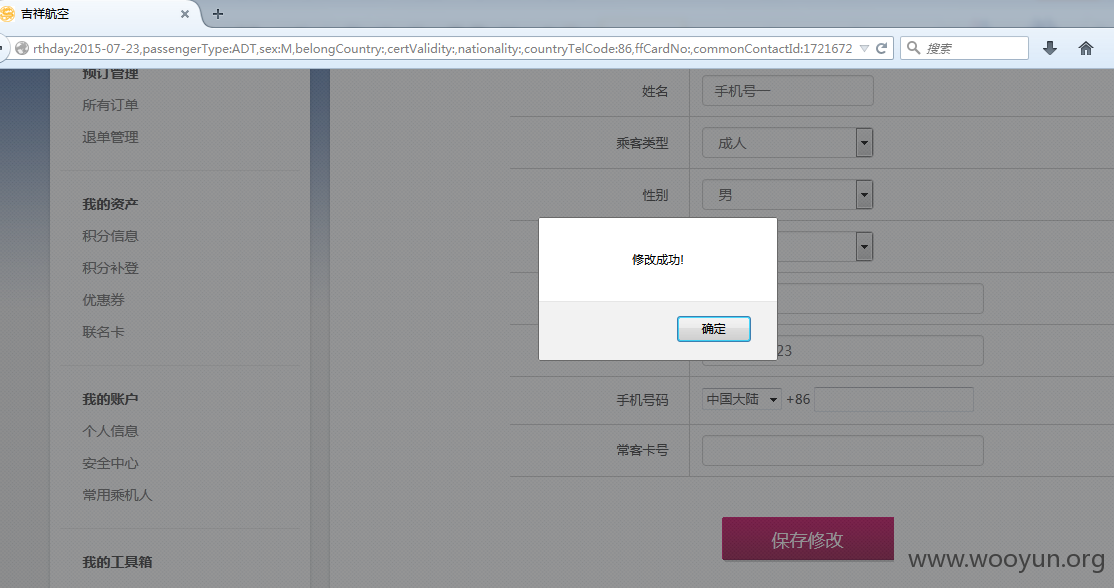 吉祥航空
rthday:2015-07-23,passengerType:ADT,sex:M,belongCountry:,certValidity:,nationality:,countryTelCode:86,ffCardNo:,commonContactId:1721672
搜索
预订管理
所有订单
退单管理
我的资产
积分信息
积分补登
优惠券
联名卡
我的账户
个人信息
安全中心
常用乘机人
我的工具箱
姓名 手机号一
乘客类型 成人
性别 男
修改成功!
确定
23
手机号码 中国大陆 +86
常客卡号
保存修改
www.wooyun.org